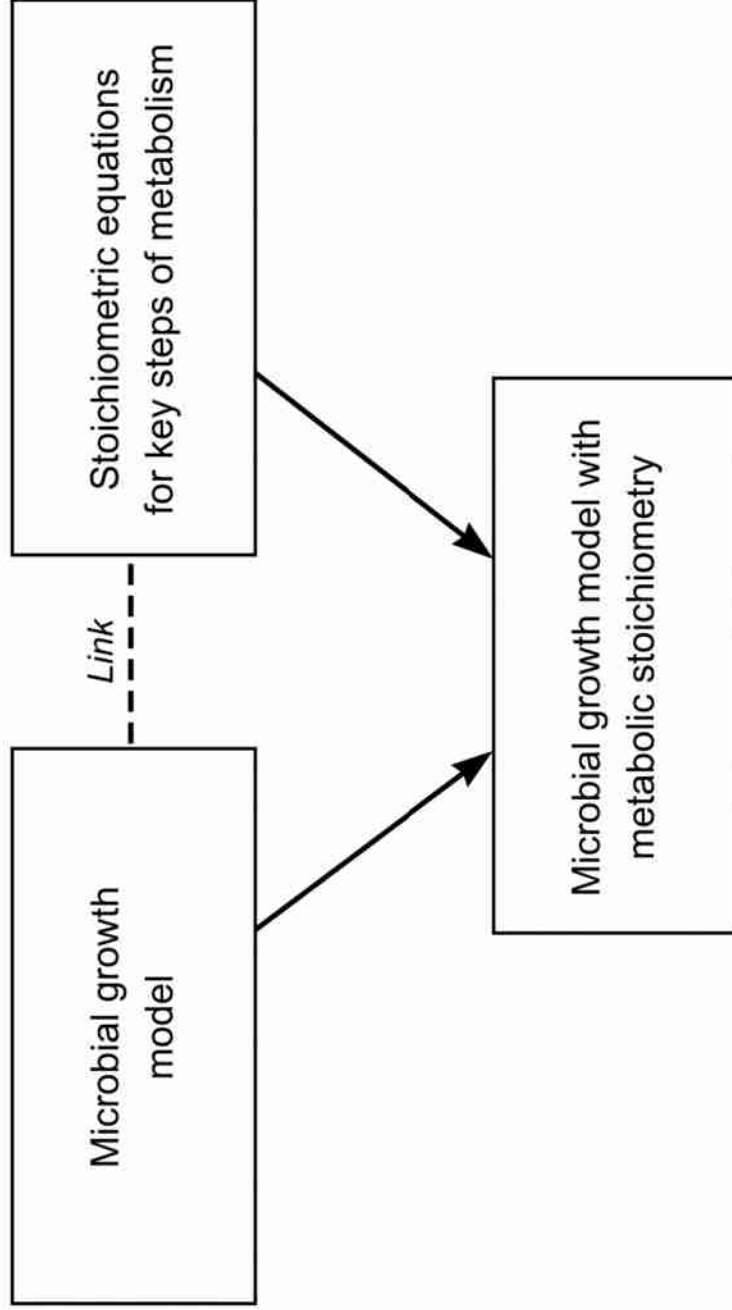 Microbial growth
model
Link
Stoichiometric equations
for key steps of metabolism
Microbial growth model with
metabolic stoichiometry